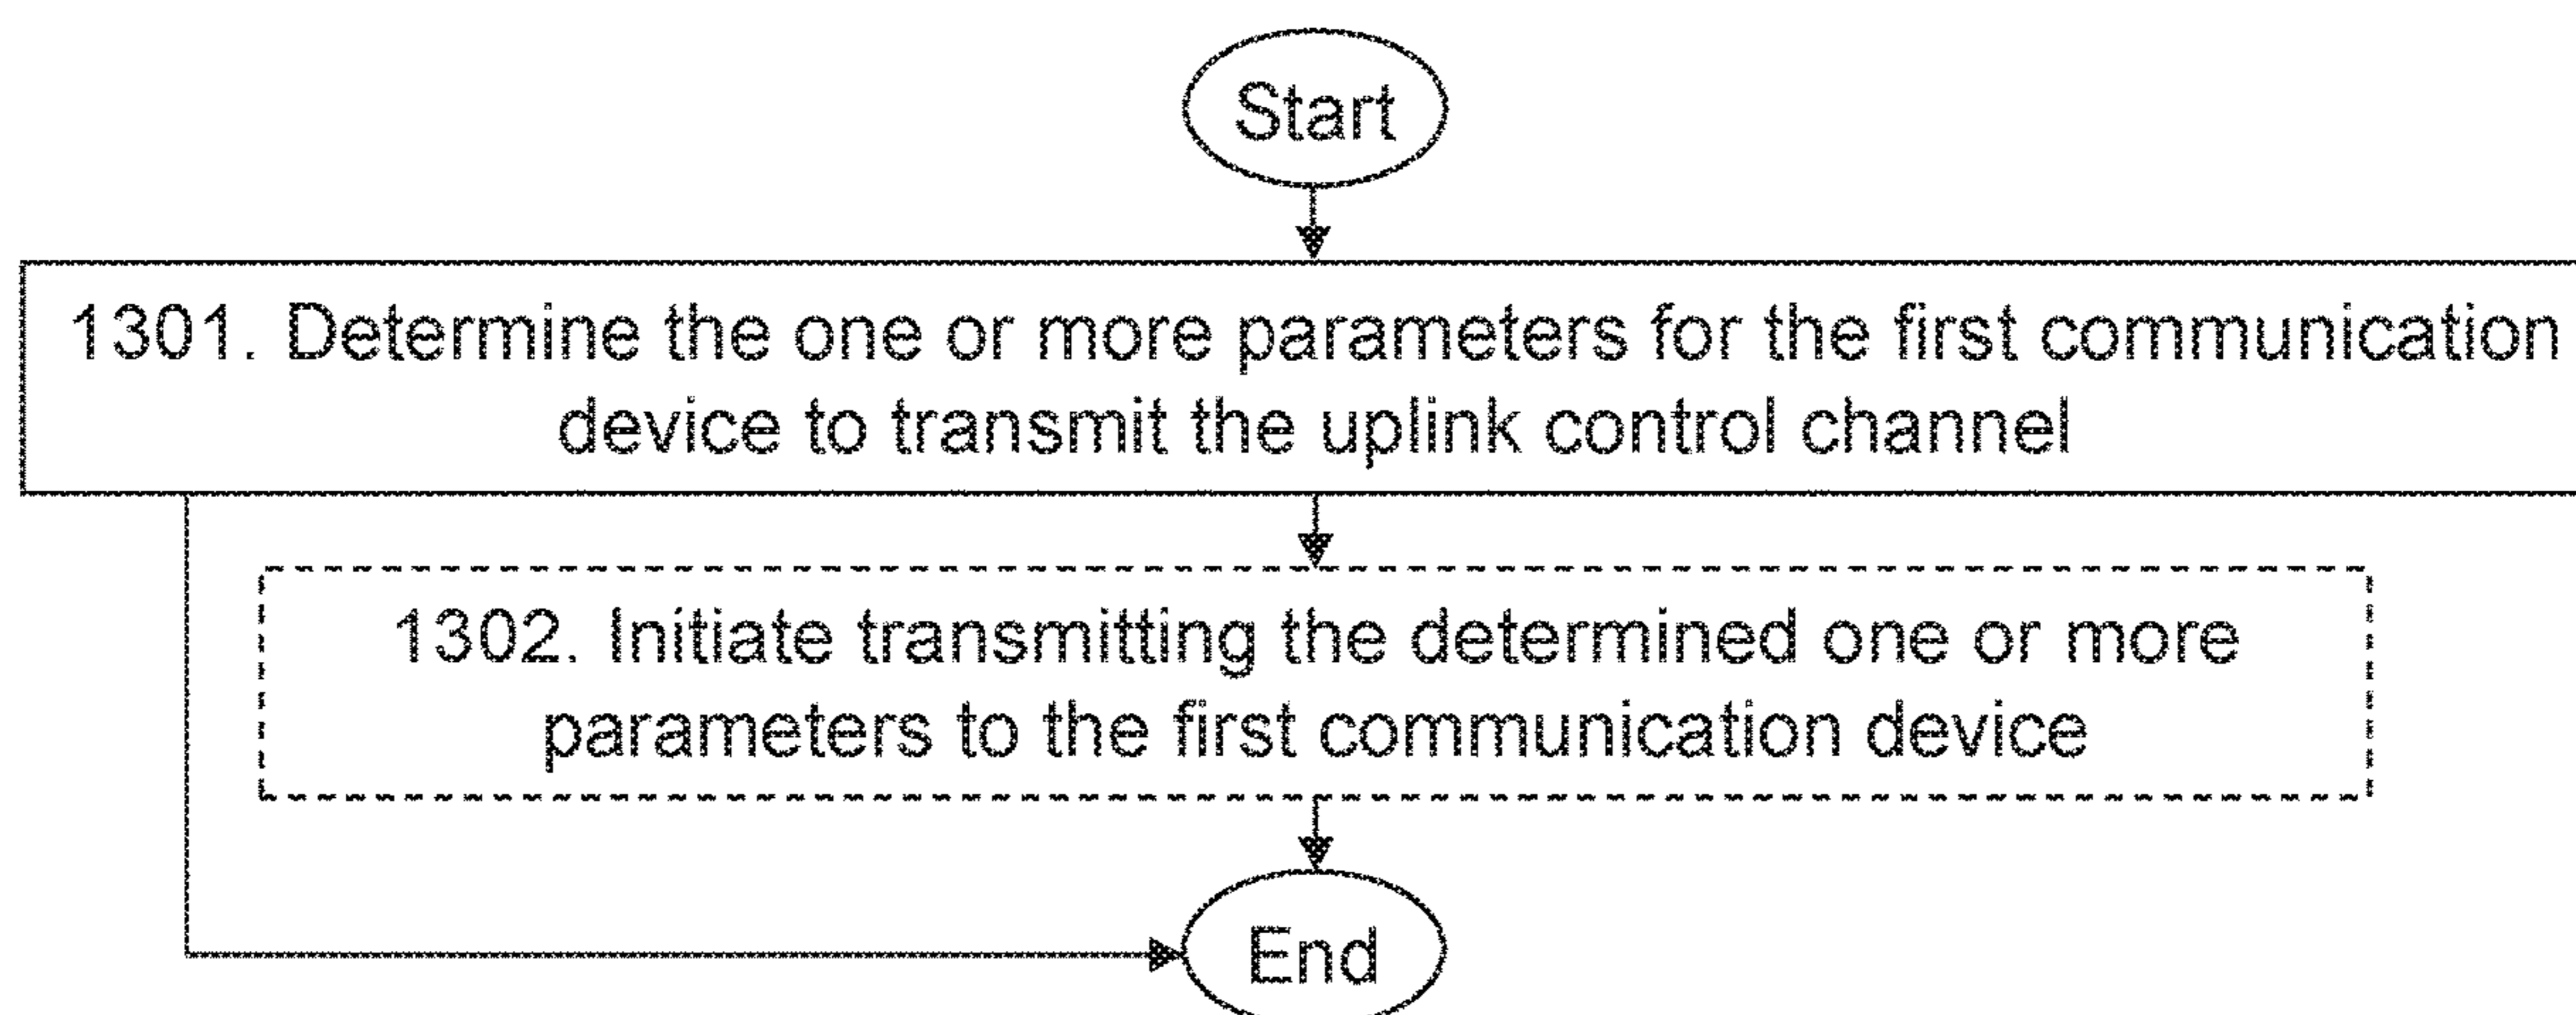 Start
1301. Determine the one or more parameters for the first communication
device to transmit the uplink control channel
1302. Initiate transmitting the determined one or more
parameters to the first communication device
End